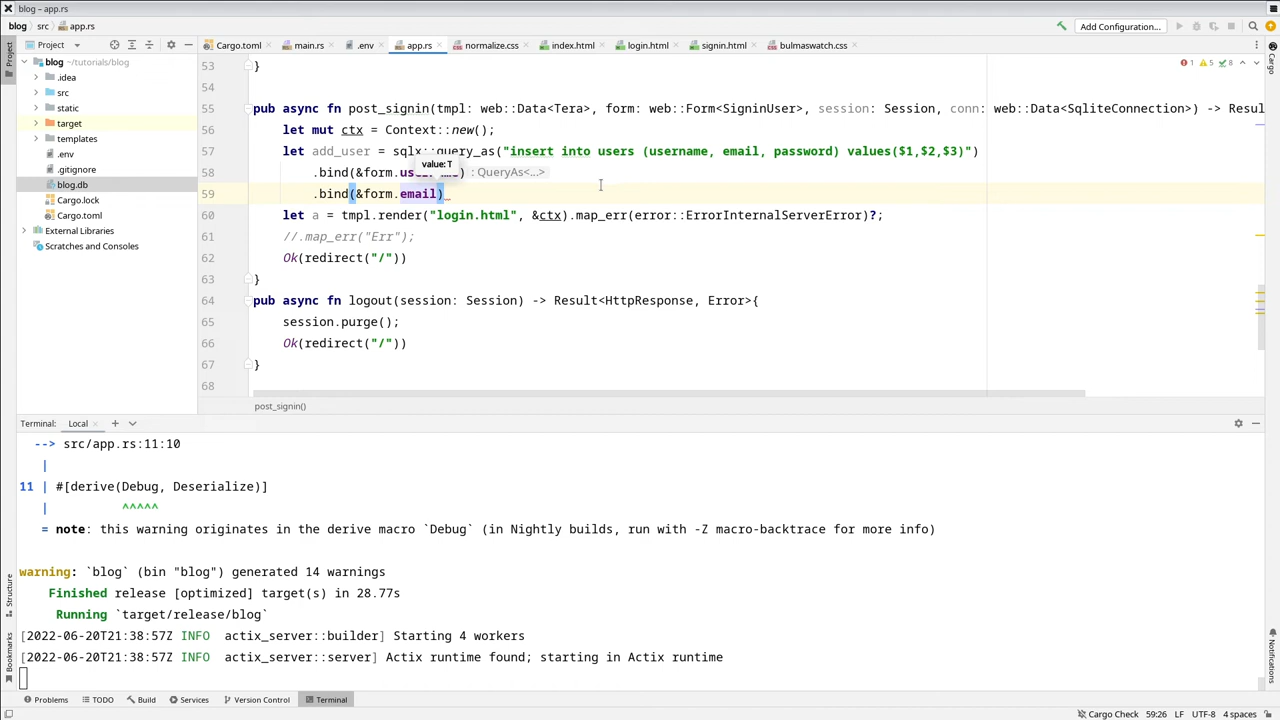 blog – app.rs
blog src app.rs Add Configuration...
Project Cargo.toml main.rs .env app.rs normalize.css index.html login.html signin.html bulmaswatch.css
Project
Cargo
blog ~/tutorials/blog
.idea
src
static
target
templates
.env
.gitignore
blog.db
Cargo.lock
Cargo.toml
External Libraries
Scratches and Consoles
1 5 8
53 }
54
55 pub async fn post_signin(tmpl: web::Data<Tera>, form: web::Form<SigninUser>, session: Session, conn: web::Data<SqliteConnection>) -> Resul
56 let mut ctx = Context::new();
57 let add_user = sqlx::query_as("insert into users (username, email, password) values($1,$2,$3)")
value: T
58 .bind(&form. ) : QueryAs<...>
59 .bind(&form.email)
60 let a = tmpl.render("login.html", &ctx).map_err(error::ErrorInternalServerError)?;
61 //.map_err("Err");
62 Ok(redirect("/"))
63 }
64 pub async fn logout(session: Session) -> Result<HttpResponse, Error>{
65 session.purge();
66 Ok(redirect("/"))
67 }
68
post_signin()
Terminal: Local
--> src/app.rs:11:10
|
11 | #[derive(Debug, Deserialize)]
| ^^^^^
= note: this warning originates in the derive macro `Debug` (in Nightly builds, run with -Z macro-backtrace for more info)
warning: `blog` (bin "blog") generated 14 warnings
Finished release [optimized] target(s) in 28.77s
Running `target/release/blog`
[2022-06-20T21:38:57Z INFO actix_server::builder] Starting 4 workers
[2022-06-20T21:38:57Z INFO actix_server::server] Actix runtime found; starting in Actix runtime
Structure
Bookmarks
Notifications
Problems TODO Build Services Version Control Terminal
Cargo Check 59:26 LF UTF-8 4 spaces